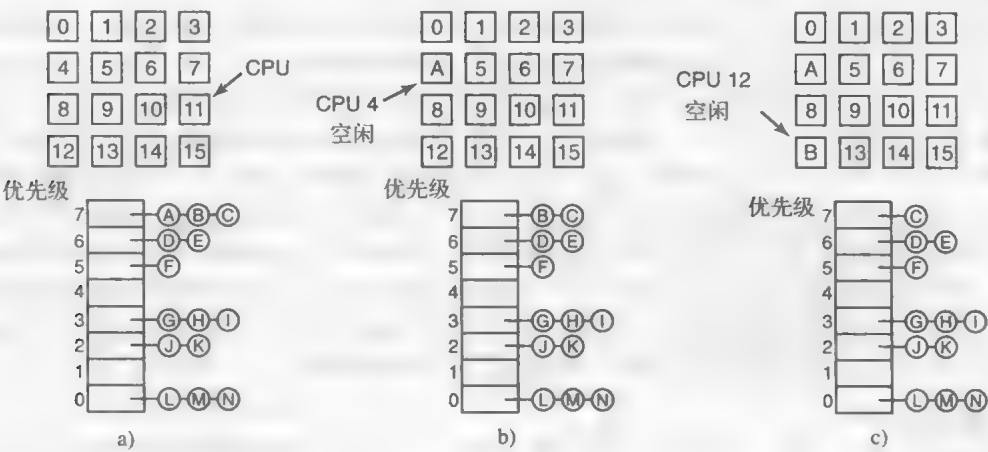 0 1 2 3
4 5 6 7
8 9 10 11
12 13 14 15
CPU
优先级
7 A B C
6 D E
5 F
4
3 G H I
2 J K
1
0 L M N
a)
0 1 2 3
A 5 6 7
8 9 10 11
12 13 14 15
CPU 4
空闲
优先级
7 B C
6 D E
5 F
4
3 G H I
2 J K
1
0 L M N
b)
0 1 2 3
A 5 6 7
8 9 10 11
B 13 14 15
CPU 12
空闲
优先级
7 C
6 D E
5 F
4
3 G H I
2 J K
1
0 L M N
c)